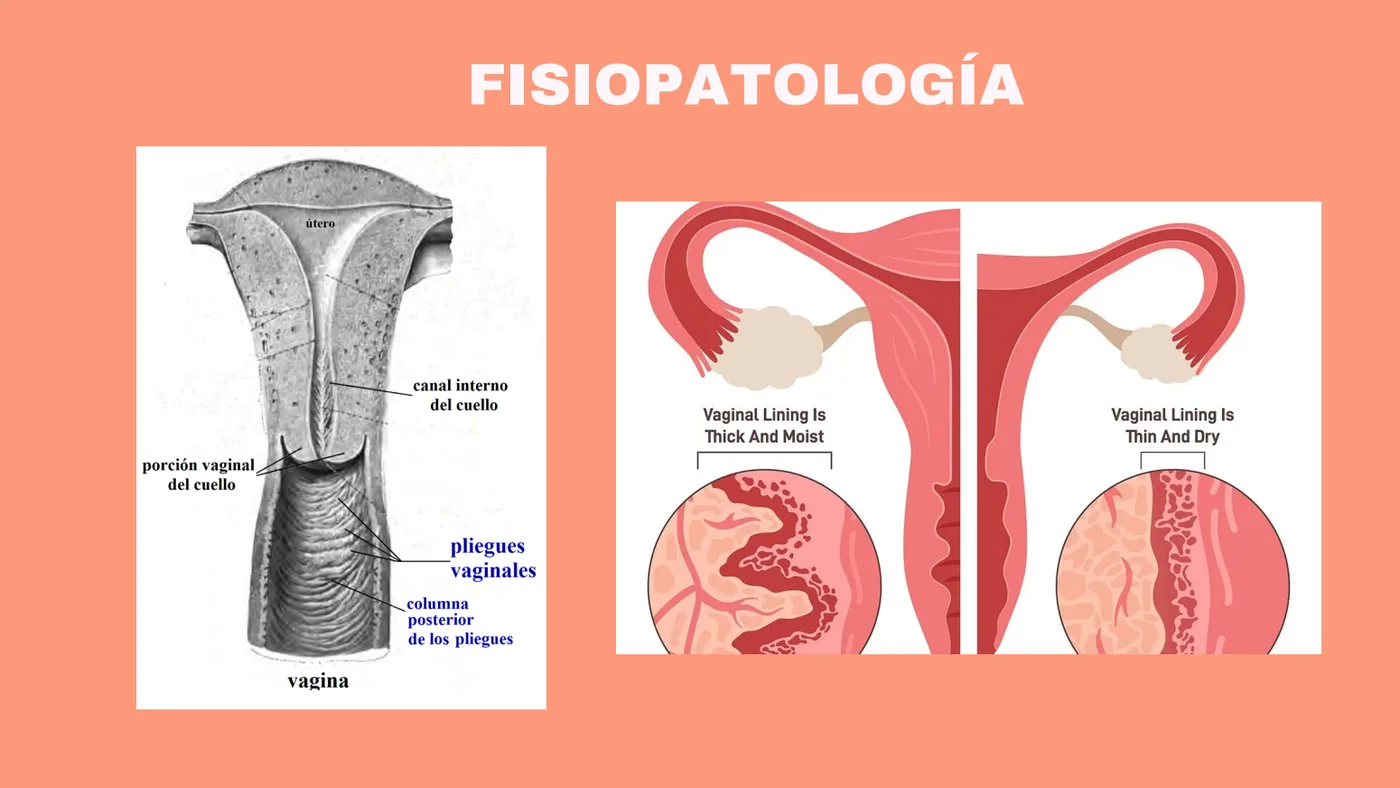 FISIOPATOLOGÍA
útero
canal interno
del cuello
porción vaginal
del cuello
pliegues
vaginales
columna
posterior
de los pliegues
vagina
Vaginal Lining Is
Thick And Moist
Vaginal Lining Is
Thin And Dry